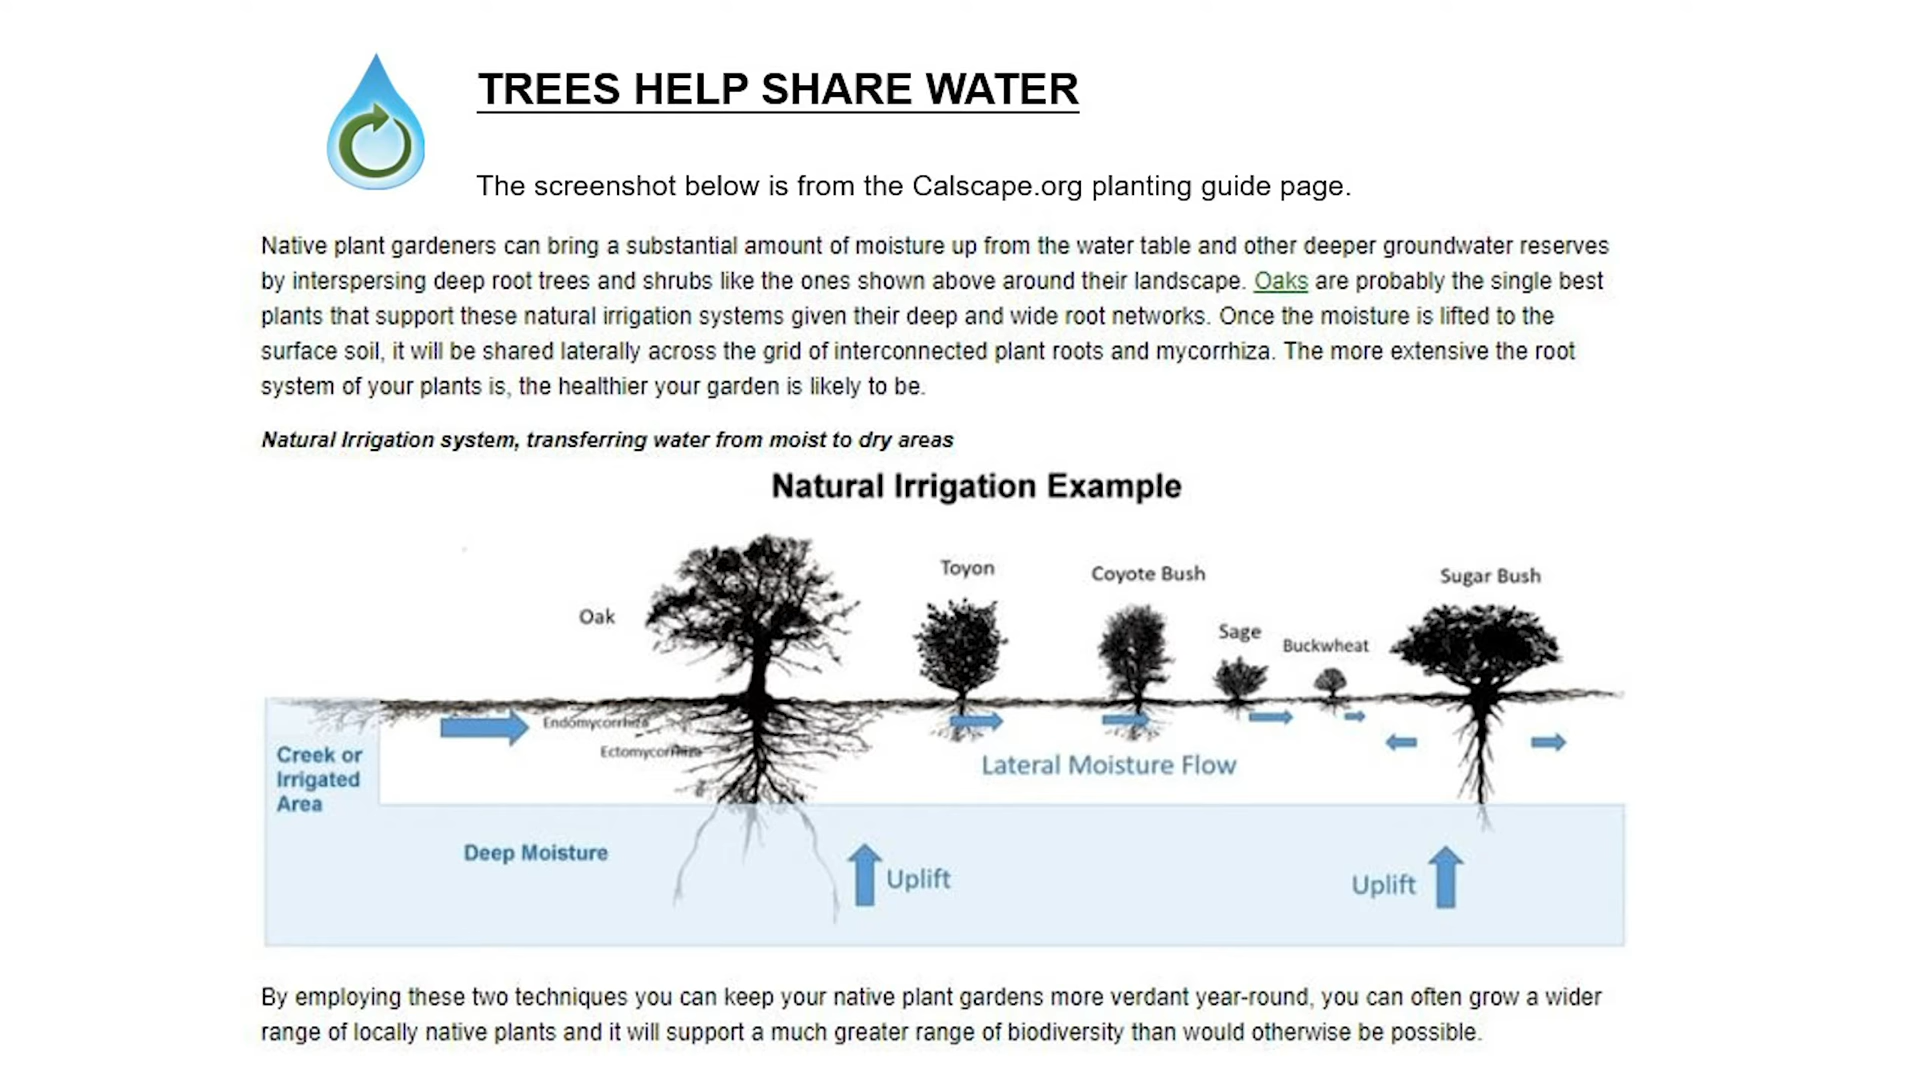 TREES HELP SHARE WATER
The screenshot below is from the Calscape.org planting guide page.
Native plant gardeners can bring a substantial amount of moisture up from the water table and other deeper groundwater reserves
by interspersing deep root trees and shrubs like the ones shown above around their landscape. Oaks are probably the single best
plants that support these natural irrigation systems given their deep and wide root networks. Once the moisture is lifted to the
surface soil, it will be shared laterally across the grid of interconnected plant roots and mycorrhiza. The more extensive the root
system of your plants is, the healthier your garden is likely to be.
Natural Irrigation system, transferring water from moist to dry areas
Natural Irrigation Example
Oak
Toyon
Coyote Bush
Sage
Buckwheat
Sugar Bush
Endomycorrhiza
Ectomycorrhiza
Creek or
Irrigated
Area
Lateral Moisture Flow
Deep Moisture
Uplift
Uplift
By employing these two techniques you can keep your native plant gardens more verdant year-round, you can often grow a wider
range of locally native plants and it will support a much greater range of biodiversity than would otherwise be possible.